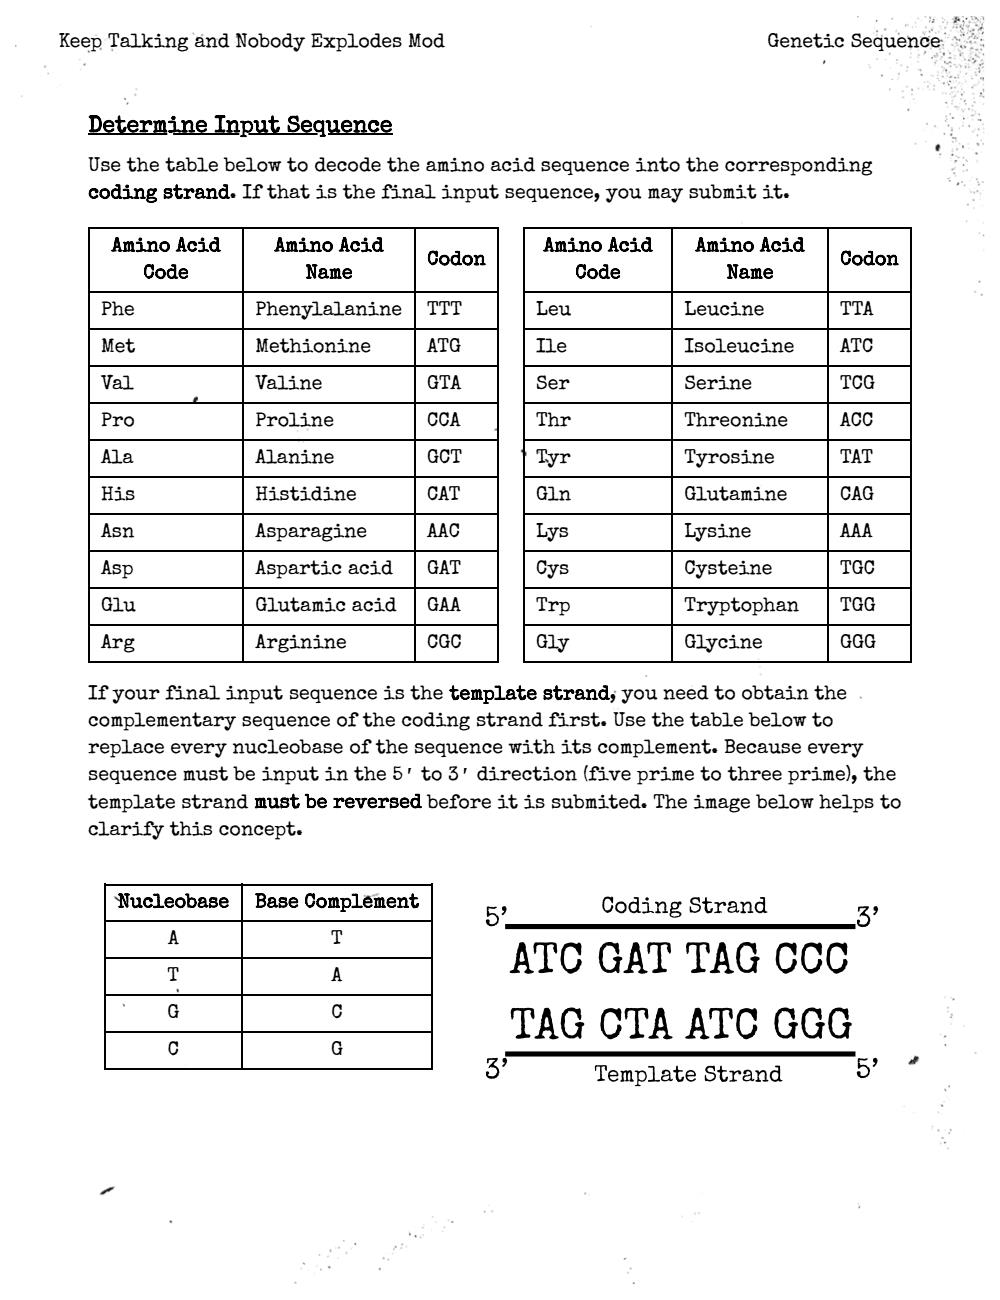 Keep Talking and Nobody Explodes Mod
Genetic Sequence
Determine Input Sequence
Use the table below to decode the amino acid sequence into the corresponding
coding strand. If that is the final input sequence, you may submit it.
Amino Acid Code Amino Acid Name Codon
Phe Phenylalanine TTT
Met Methionine ATG
Val Valine GTA
Pro Proline CCA
Ala Alanine GCT
His Histidine CAT
Asn Asparagine AAC
Asp Aspartic acid GAT
Glu Glutamic acid GAA
Arg Arginine CGC
Amino Acid Code Amino Acid Name Codon
Leu Leucine TTA
Ile Isoleucine ATC
Ser Serine TCG
Thr Threonine ACC
Tyr Tyrosine TAT
Gln Glutamine CAG
Lys Lysine AAA
Cys Cysteine TGC
Trp Tryptophan TGG
Gly Glycine GGG
If your final input sequence is the template strand, you need to obtain the
complementary sequence of the coding strand first. Use the table below to
replace every nucleobase of the sequence with its complement. Because every
sequence must be input in the 5' to 3' direction (five prime to three prime), the
template strand must be reversed before it is submited. The image below helps to
clarify this concept.
Nucleobase Base Complement
A T
T A
G C
C G
5’ Coding Strand 3’
ATC GAT TAG CCC
TAG CTA ATC GGG
3’ Template Strand 5’